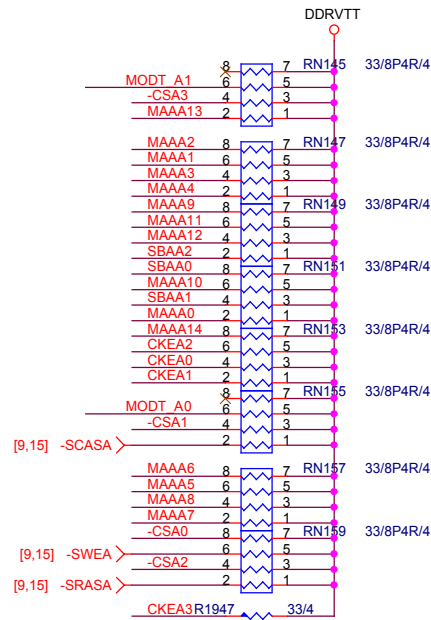 DDRVTT
8 7 RN145 33/8P4R/4
MODT_A1 6 5
-CSA3 4 3
MAAA13 2 1
MAAA2 8 7 RN147 33/8P4R/4
MAAA1 6 5
MAAA3 4 3
MAAA4 2 1
MAAA9 8 7 RN149 33/8P4R/4
MAAA11 6 5
MAAA12 4 3
SBAA2 2 1
SBAA0 8 7 RN151 33/8P4R/4
MAAA10 6 5
SBAA1 4 3
MAAA0 2 1
MAAA14 8 7 RN153 33/8P4R/4
CKEA2 6 5
CKEA0 4 3
CKEA1 2 1
8 7 RN155 33/8P4R/4
MODT_A0 6 5
-CSA1 4 3
[9,15] -SCASA 2 1
MAAA6 8 7 RN157 33/8P4R/4
MAAA5 6 5
MAAA8 4 3
MAAA7 2 1
-CSA0 8 7 RN159 33/8P4R/4
[9,15] -SWEA 6 5
-CSA2 4 3
[9,15] -SRASA 2 1
CKEA3 R1947 33/4